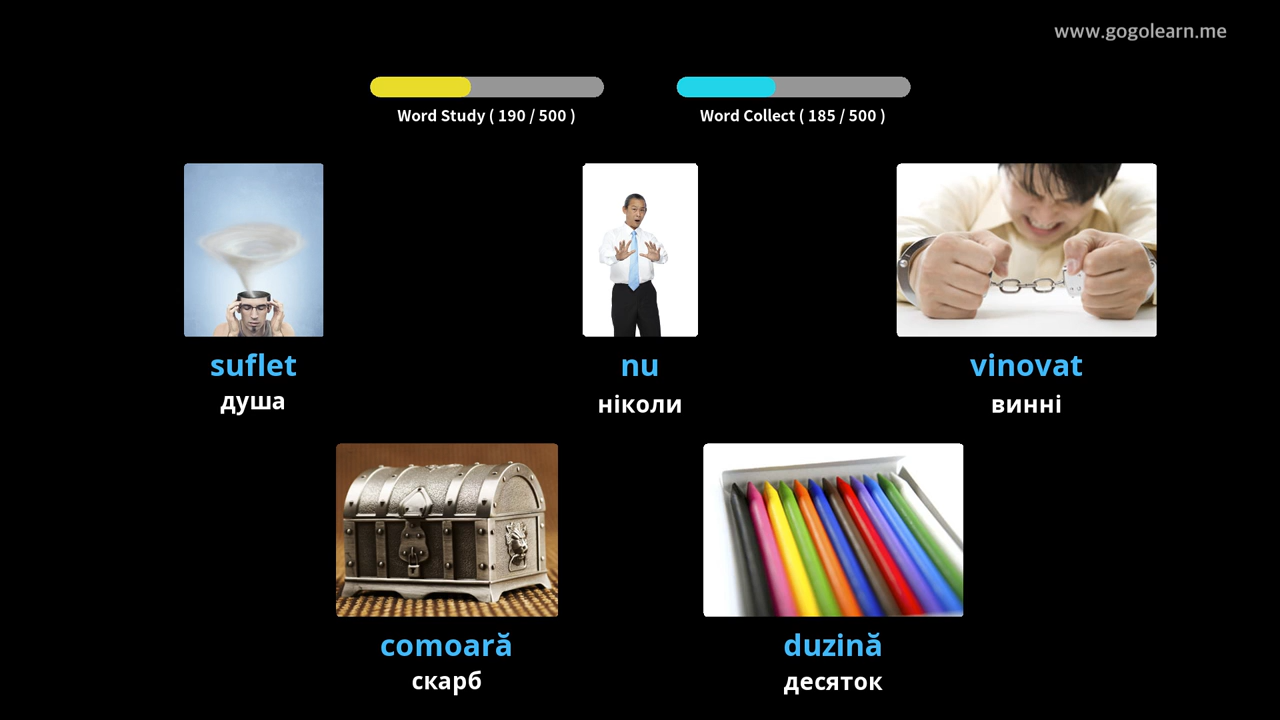 www.gogolearn.me
Word Study ( 190 / 500 )
Word Collect ( 185 / 500 )
suflet
душа
nu
ніколи
vinovat
винні
comoară
скарб
duzină
десяток